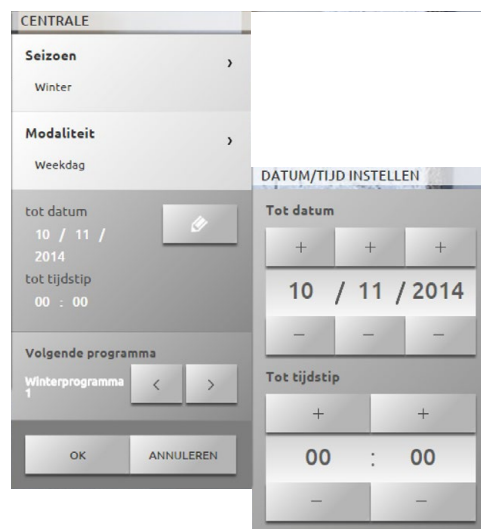 CENTRALE
Seizoen
Winter
Modaliteit
Weekdag
tot datum
10 / 11 /
2014
tot tijdstip
00 : 00
Volgende programma
Winterprogramma
1
< >
OK ANNULEREN
DATUM/TIJD INSTELLEN
Tot datum
+ + +
10 / 11 / 2014
− − −
Tot tijdstip
+ +
00 : 00
− −